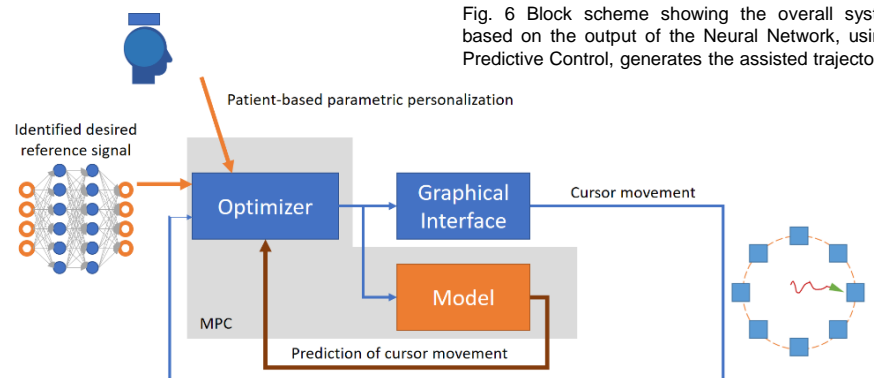 Fig. 6 Block scheme showing the overall syst
based on the output of the Neural Network, usin
Predictive Control, generates the assisted trajecto
Patient-based parametric personalization
Identified desired
reference signal
Optimizer
Graphical
Interface
Cursor movement
Model
MPC
Prediction of cursor movement